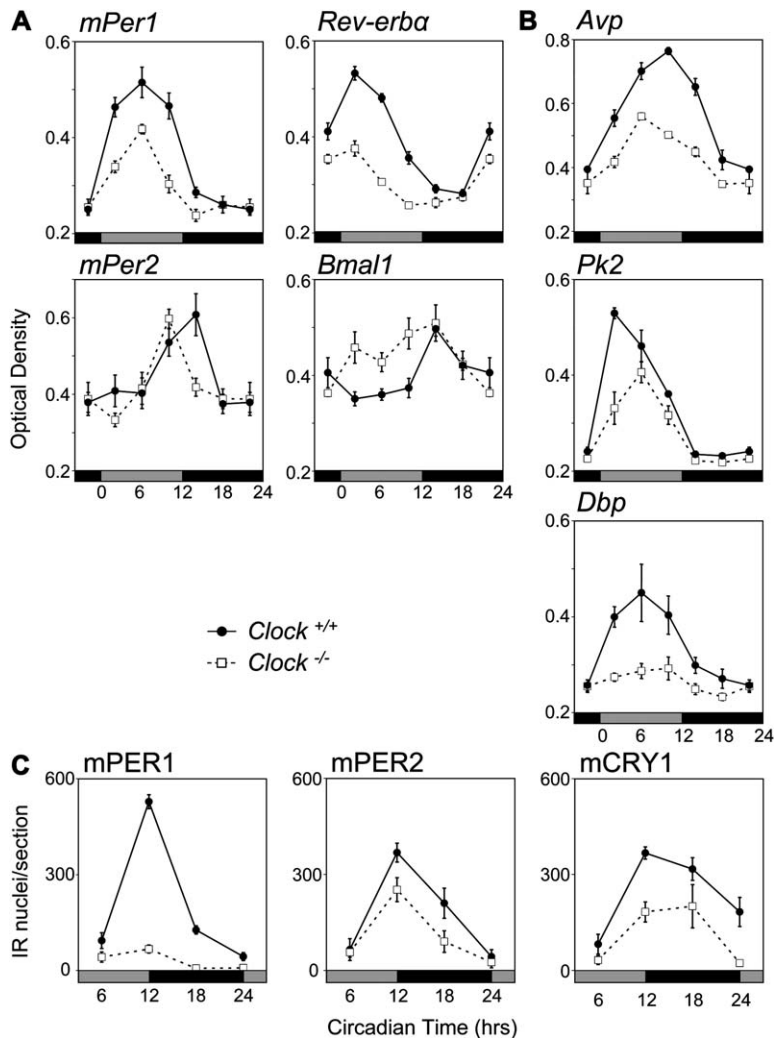 A mPer1 Rev-erbα B Avp
0.6 0.6 0.8
0.4 0.4 0.6
0.4
0.2 0.2 0.2
mPer2 Bmal1 Pk2
0.6 0.6 0.6
0.4 0.4 0.4
0.2 0.2 0.2
Optical Density
0 6 12 18 24 0 6 12 18 24
Dbp
0.6
0.4
0.2
0 6 12 18 24
Clock +/+
Clock -/-
C mPER1 mPER2 mCRY1
600 600 600
300 300 300
0 0 0
IR nuclei/section
6 12 18 24 6 12 18 24 6 12 18 24
Circadian Time (hrs)